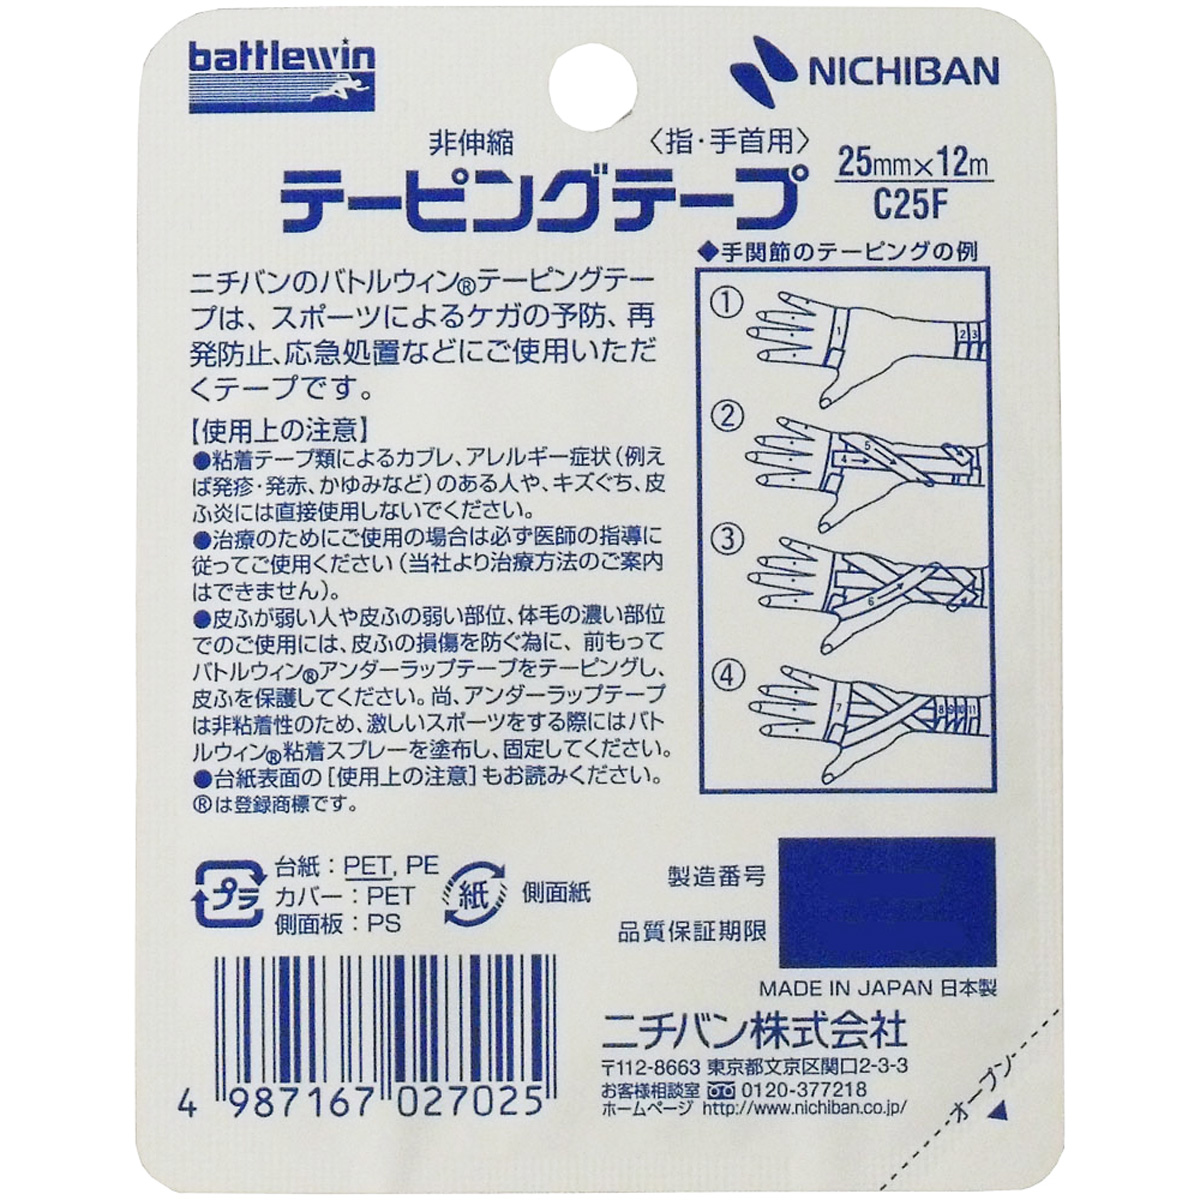 battlewin
NICHIBAN
非伸縮
〈指・手首用〉
テーピングテープ
25mm×12m
C25F
ニチバンのバトルウィン®テーピングテー
プは、スポーツによるケガの予防、再
発防止、応急処置などにご使用いただ
くテープです。
【使用上の注意】
●粘着テープ類によるカブレ、アレルギー症状(例え
ば発疹・発赤、かゆみなど)のある人や、キズぐち、皮
ふ炎には直接使用しないでください。
●治療のためにご使用の場合は必ず医師の指導に
従ってご使用ください(当社より治療方法のご案内
はできません)。
●皮ふが弱い人や皮ふの弱い部位、体毛の濃い部位
でのご使用には、皮ふの損傷を防ぐ為に、前もって
バトルウィン®アンダーラップテープをテーピングし、
皮ふを保護してください。尚、アンダーラップテープ
は非粘着性のため、激しいスポーツをする際にはバト
ルウィン®粘着スプレーを塗布し、固定してください。
●台紙表面の[使用上の注意]もお読みください。
®は登録商標です。
◆手関節のテーピングの例
①
1
2 3
②
4
5
③
6
④
7
8 9 10 11
プラ
台紙:PET, PE
カバー:PET
側面板:PS
紙
側面紙
製造番号
品質保証期限
MADE IN JAPAN 日本製
ニチバン株式会社
〒112-8663 東京都文京区関口2-3-3
お客様相談室 0120-377218
ホームページ http://www.nichiban.co.jp/
4 987167 027025
オープン